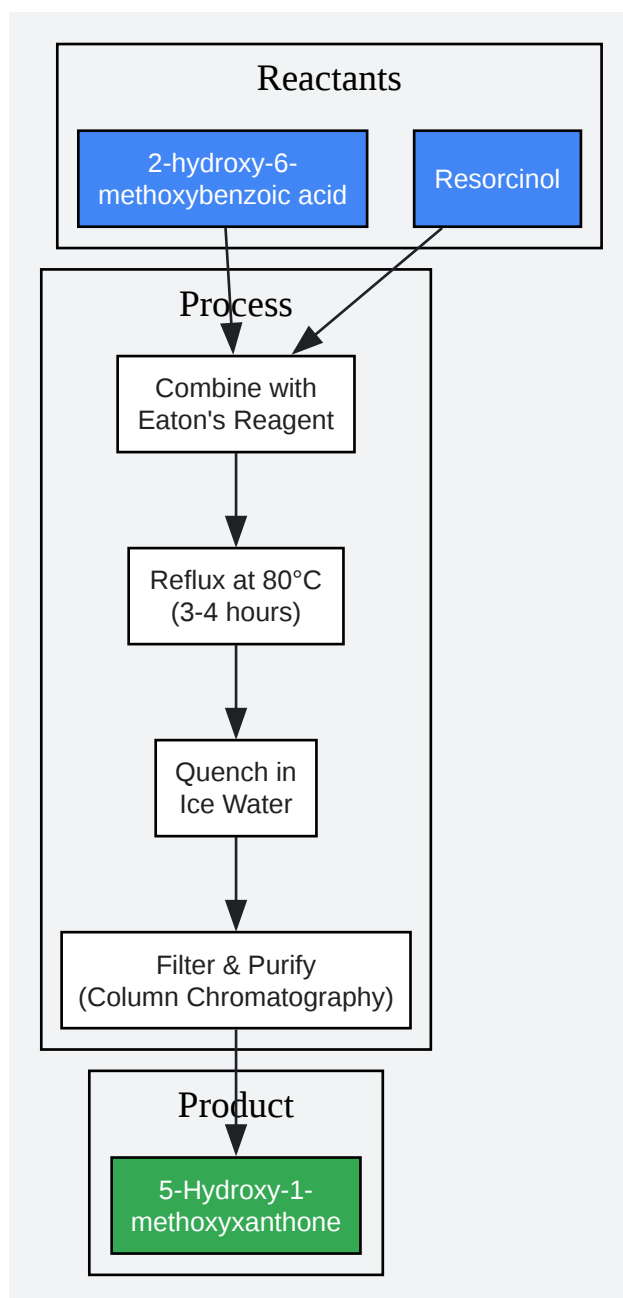 Reactants
2-hydroxy-6-
methoxybenzoic acid
Resorcinol
Process
Combine with
Eaton's Reagent
Reflux at 80°C
(3-4 hours)
Quench in
Ice Water
Filter & Purify
(Column Chromatography)
Product
5-Hydroxy-1-
methoxyxanthone